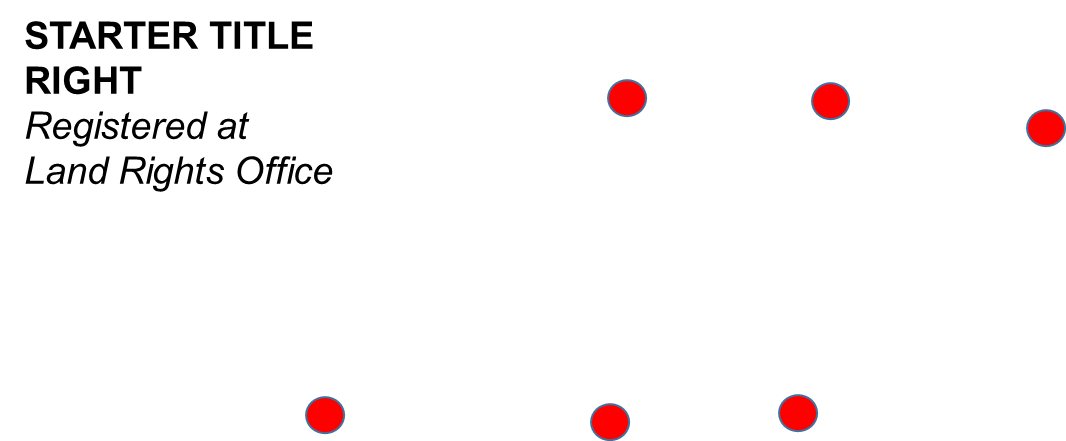 STARTER TITLE
RIGHT
Registered at
Land Rights Office